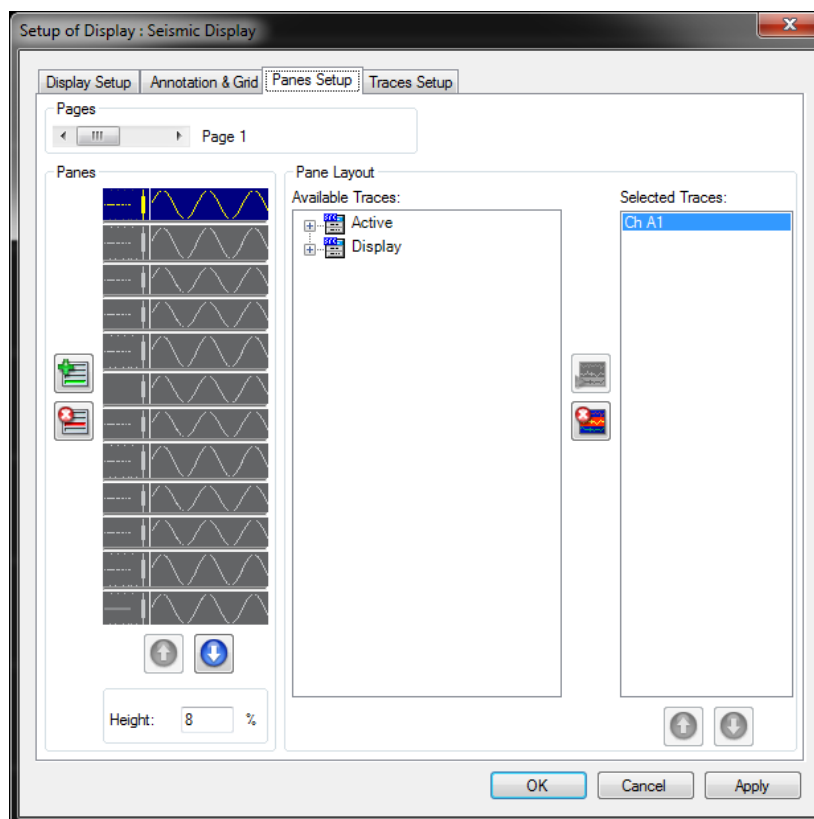 Setup of Display : Seismic Display
Display Setup
Annotation & Grid
Panes Setup
Traces Setup
Pages
Page 1
Panes
Pane Layout
Available Traces:
Selected Traces:
Active
Ch A1
Display
Height:
8
%
OK
Cancel
Apply